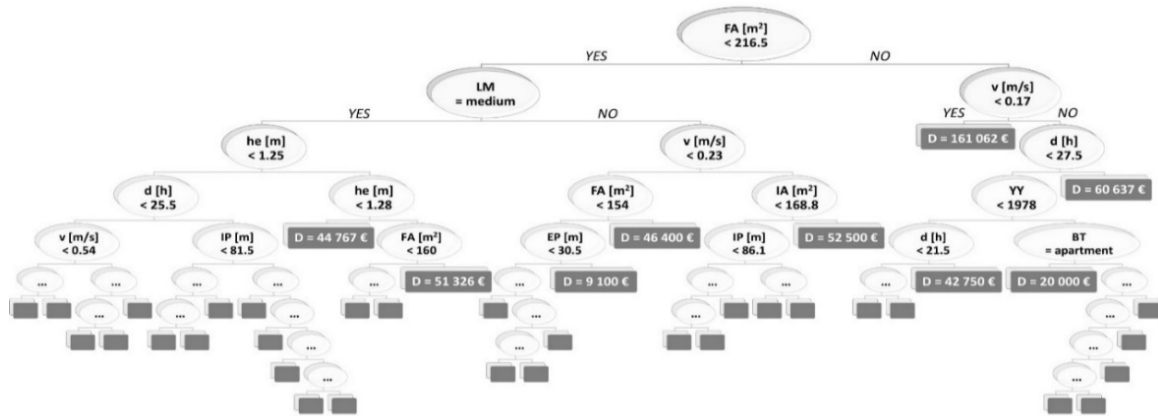 FA [m²]
< 216.5
YES
NO
LM
= medium
v [m/s]
< 0.17
YES
NO
YES
NO
he [m]
< 1.25
v [m/s]
< 0.23
D = 161 062 €
d [h]
< 27.5
d [h]
< 25.5
he [m]
< 1.28
FA [m²]
< 154
IA [m²]
< 168.8
YY
< 1978
D = 60 637 €
v [m/s]
< 0.54
IP [m]
< 81.5
D = 44 767 €
FA [m²]
< 160
EP [m]
< 30.5
D = 46 400 €
IP [m]
< 86.1
D = 52 500 €
d [h]
< 21.5
BT
= apartment
... ... ... ... ... D = 51 326 € ... D = 9 100 € ... ... ... D = 42 750 € D = 20 000 € ...
... ... ... ... ... ...
... ... ...
... ...